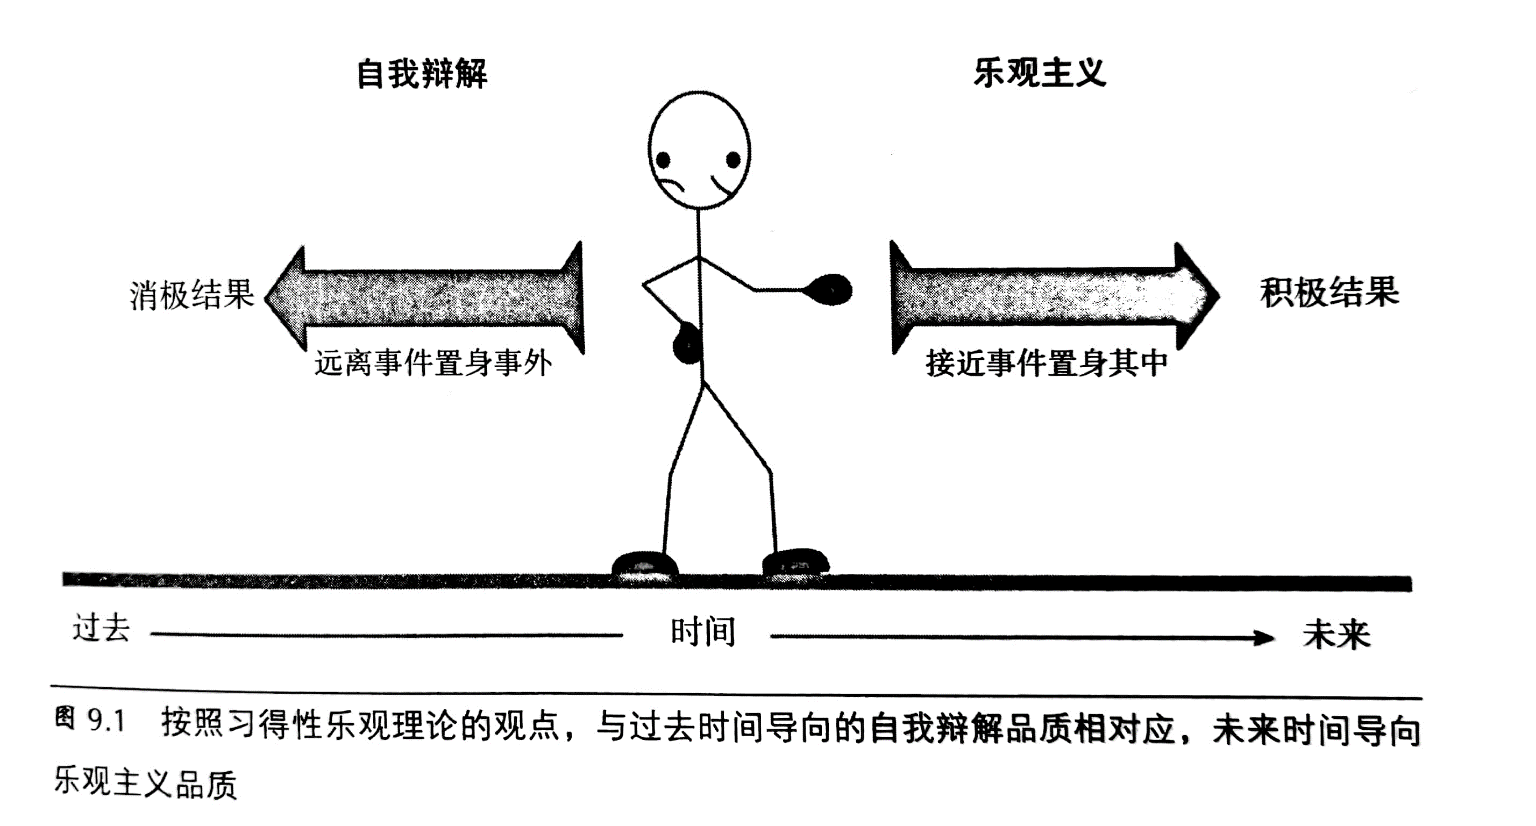 自我辩解
乐观主义
消极结果
积极结果
远离事件置身事外
接近事件置身其中
过去
时间
未来
图 9.1 按照习得性乐观理论的观点，与过去时间导向的自我辩解品质相对应，未来时间导向
乐观主义品质